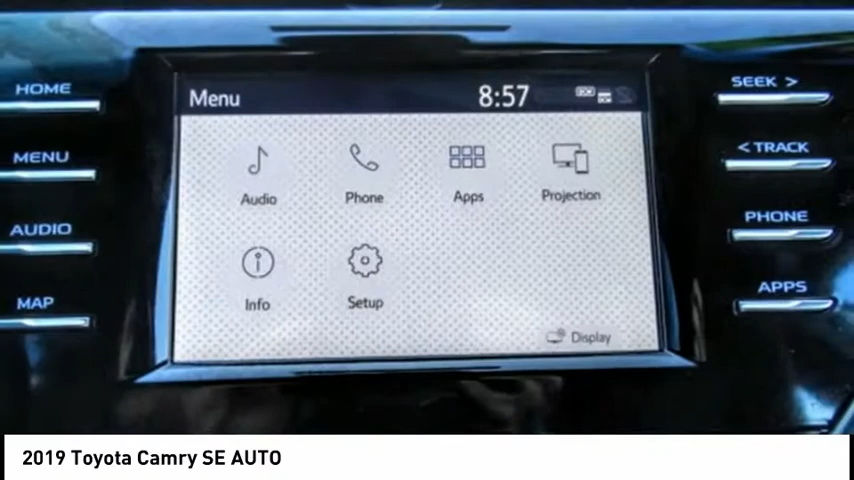 HOME
MENU
AUDIO
MAP
Menu 8:57
Audio Phone Apps Projection
Info Setup
Display
SEEK >
< TRACK
PHONE
APPS
2019 Toyota Camry SE AUTO